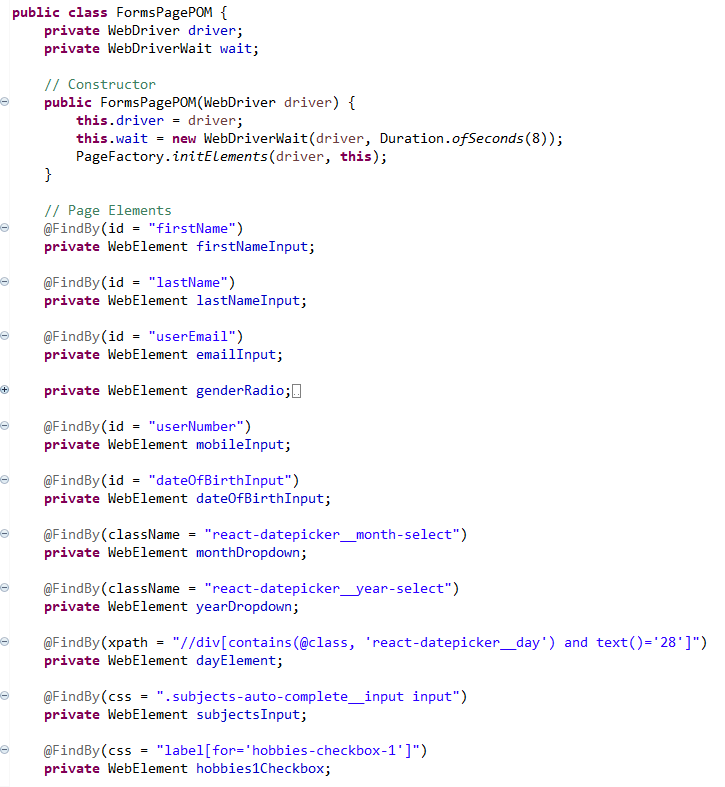 public class FormsPagePOM {
    private WebDriver driver;
    private WebDriverWait wait;

    // Constructor
    public FormsPagePOM(WebDriver driver) {
        this.driver = driver;
        this.wait = new WebDriverWait(driver, Duration.ofSeconds(8));
        PageFactory.initElements(driver, this);
    }

    // Page Elements
    @FindBy(id = "firstName")
    private WebElement firstNameInput;

    @FindBy(id = "lastName")
    private WebElement lastNameInput;

    @FindBy(id = "userEmail")
    private WebElement emailInput;

    private WebElement genderRadio;

    @FindBy(id = "userNumber")
    private WebElement mobileInput;

    @FindBy(id = "dateOfBirthInput")
    private WebElement dateOfBirthInput;

    @FindBy(className = "react-datepicker__month-select")
    private WebElement monthDropdown;

    @FindBy(className = "react-datepicker__year-select")
    private WebElement yearDropdown;

    @FindBy(xpath = "//div[contains(@class, 'react-datepicker__day') and text()='28']")
    private WebElement dayElement;

    @FindBy(css = ".subjects-auto-complete__input input")
    private WebElement subjectsInput;

    @FindBy(css = "label[for='hobbies-checkbox-1']")
    private WebElement hobbies1Checkbox;